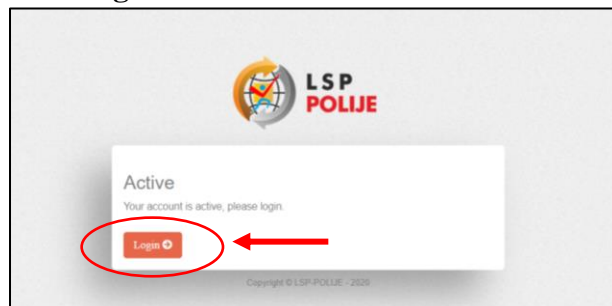 LSP
POLIJE
Active
Your account is active, please login.
Login
Copyright © LSP-POLIJE - 2020